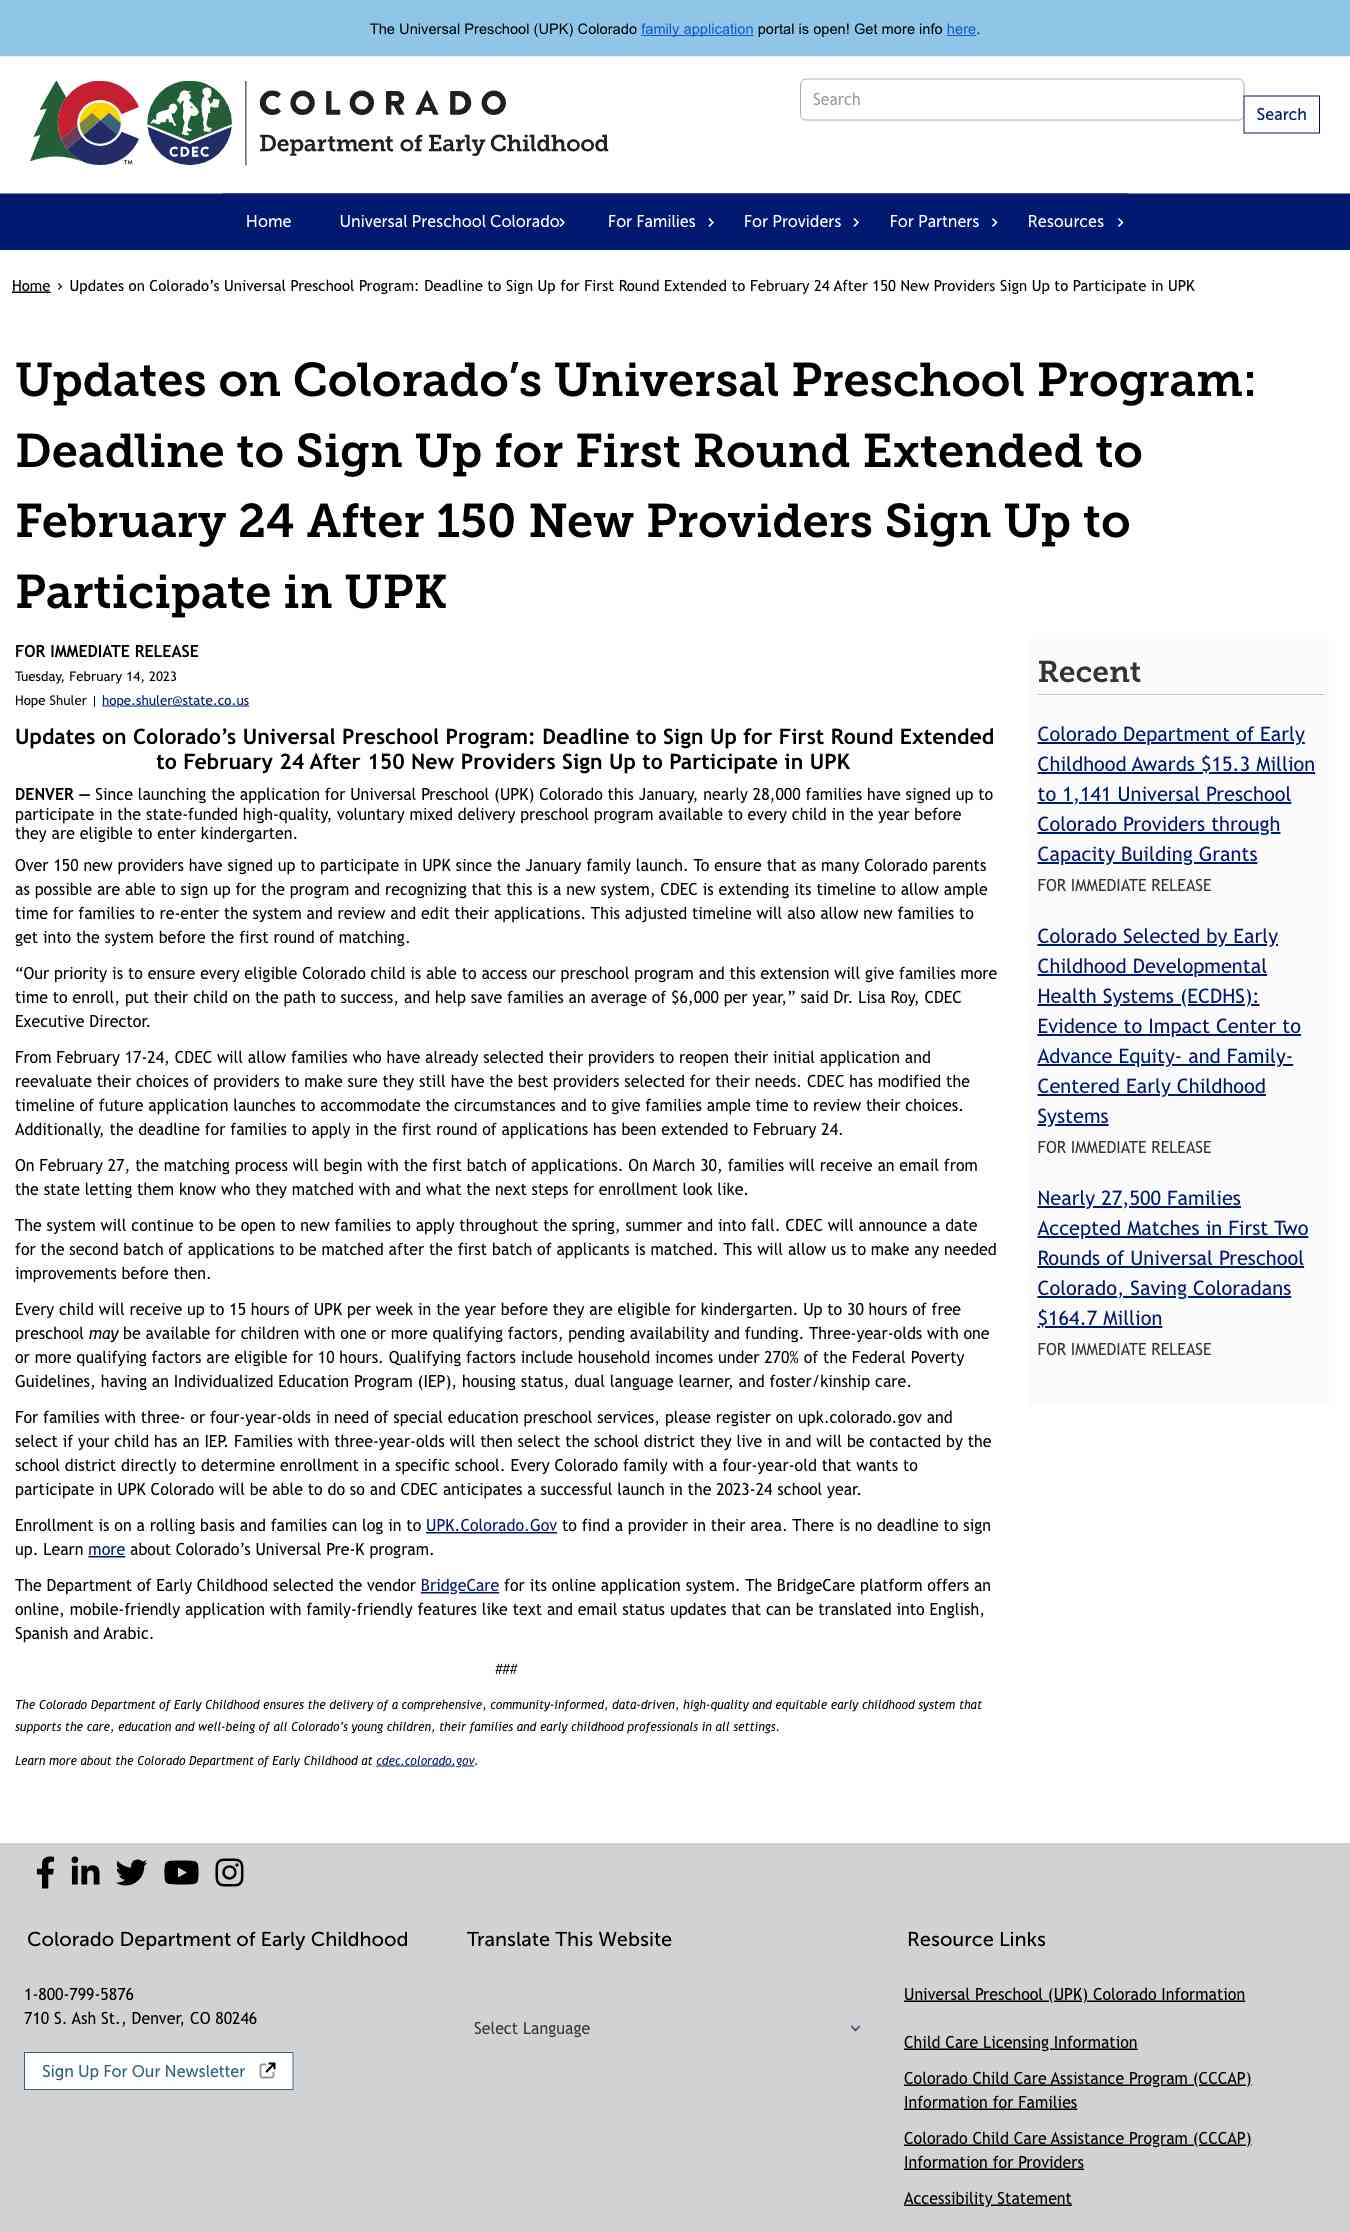 The Universal Preschool (UPK) Colorado family application portal is open! Get more info here.
CDEC
TM
COLORADO
Department of Early Childhood
Search
Search
Home
Universal Preschool Colorado
For Families
For Providers
For Partners
Resources
Home › Updates on Colorado’s Universal Preschool Program: Deadline to Sign Up for First Round Extended to February 24 After 150 New Providers Sign Up to Participate in UPK
Updates on Colorado’s Universal Preschool Program:
Deadline to Sign Up for First Round Extended to
February 24 After 150 New Providers Sign Up to
Participate in UPK
FOR IMMEDIATE RELEASE
Tuesday, February 14, 2023
Hope Shuler | hope.shuler@state.co.us
Updates on Colorado’s Universal Preschool Program: Deadline to Sign Up for First Round Extended
to February 24 After 150 New Providers Sign Up to Participate in UPK
DENVER — Since launching the application for Universal Preschool (UPK) Colorado this January, nearly 28,000 families have signed up to
participate in the state-funded high-quality, voluntary mixed delivery preschool program available to every child in the year before
they are eligible to enter kindergarten.
Over 150 new providers have signed up to participate in UPK since the January family launch. To ensure that as many Colorado parents
as possible are able to sign up for the program and recognizing that this is a new system, CDEC is extending its timeline to allow ample
time for families to re-enter the system and review and edit their applications. This adjusted timeline will also allow new families to
get into the system before the first round of matching.
“Our priority is to ensure every eligible Colorado child is able to access our preschool program and this extension will give families more
time to enroll, put their child on the path to success, and help save families an average of $6,000 per year,” said Dr. Lisa Roy, CDEC
Executive Director.
From February 17-24, CDEC will allow families who have already selected their providers to reopen their initial application and
reevaluate their choices of providers to make sure they still have the best providers selected for their needs. CDEC has modified the
timeline of future application launches to accommodate the circumstances and to give families ample time to review their choices.
Additionally, the deadline for families to apply in the first round of applications has been extended to February 24.
On February 27, the matching process will begin with the first batch of applications. On March 30, families will receive an email from
the state letting them know who they matched with and what the next steps for enrollment look like.
The system will continue to be open to new families to apply throughout the spring, summer and into fall. CDEC will announce a date
for the second batch of applications to be matched after the first batch of applicants is matched. This will allow us to make any needed
improvements before then.
Every child will receive up to 15 hours of UPK per week in the year before they are eligible for kindergarten. Up to 30 hours of free
preschool may be available for children with one or more qualifying factors, pending availability and funding. Three-year-olds with one
or more qualifying factors are eligible for 10 hours. Qualifying factors include household incomes under 270% of the Federal Poverty
Guidelines, having an Individualized Education Program (IEP), housing status, dual language learner, and foster/kinship care.
For families with three- or four-year-olds in need of special education preschool services, please register on upk.colorado.gov and
select if your child has an IEP. Families with three-year-olds will then select the school district they live in and will be contacted by the
school district directly to determine enrollment in a specific school. Every Colorado family with a four-year-old that wants to
participate in UPK Colorado will be able to do so and CDEC anticipates a successful launch in the 2023-24 school year.
Enrollment is on a rolling basis and families can log in to UPK.Colorado.Gov to find a provider in their area. There is no deadline to sign
up. Learn more about Colorado’s Universal Pre-K program.
The Department of Early Childhood selected the vendor BridgeCare for its online application system. The BridgeCare platform offers an
online, mobile-friendly application with family-friendly features like text and email status updates that can be translated into English,
Spanish and Arabic.
###
The Colorado Department of Early Childhood ensures the delivery of a comprehensive, community-informed, data-driven, high-quality and equitable early childhood system that
supports the care, education and well-being of all Colorado’s young children, their families and early childhood professionals in all settings.
Learn more about the Colorado Department of Early Childhood at cdec.colorado.gov.
Recent
Colorado Department of Early
Childhood Awards $15.3 Million
to 1,141 Universal Preschool
Colorado Providers through
Capacity Building Grants
FOR IMMEDIATE RELEASE
Colorado Selected by Early
Childhood Developmental
Health Systems (ECDHS):
Evidence to Impact Center to
Advance Equity- and Family-
Centered Early Childhood
Systems
FOR IMMEDIATE RELEASE
Nearly 27,500 Families
Accepted Matches in First Two
Rounds of Universal Preschool
Colorado, Saving Coloradans
$164.7 Million
FOR IMMEDIATE RELEASE
Colorado Department of Early Childhood
1-800-799-5876
710 S. Ash St., Denver, CO 80246
Sign Up For Our Newsletter
Translate This Website
Select Language
Resource Links
Universal Preschool (UPK) Colorado Information
Child Care Licensing Information
Colorado Child Care Assistance Program (CCCAP)
Information for Families
Colorado Child Care Assistance Program (CCCAP)
Information for Providers
Accessibility Statement